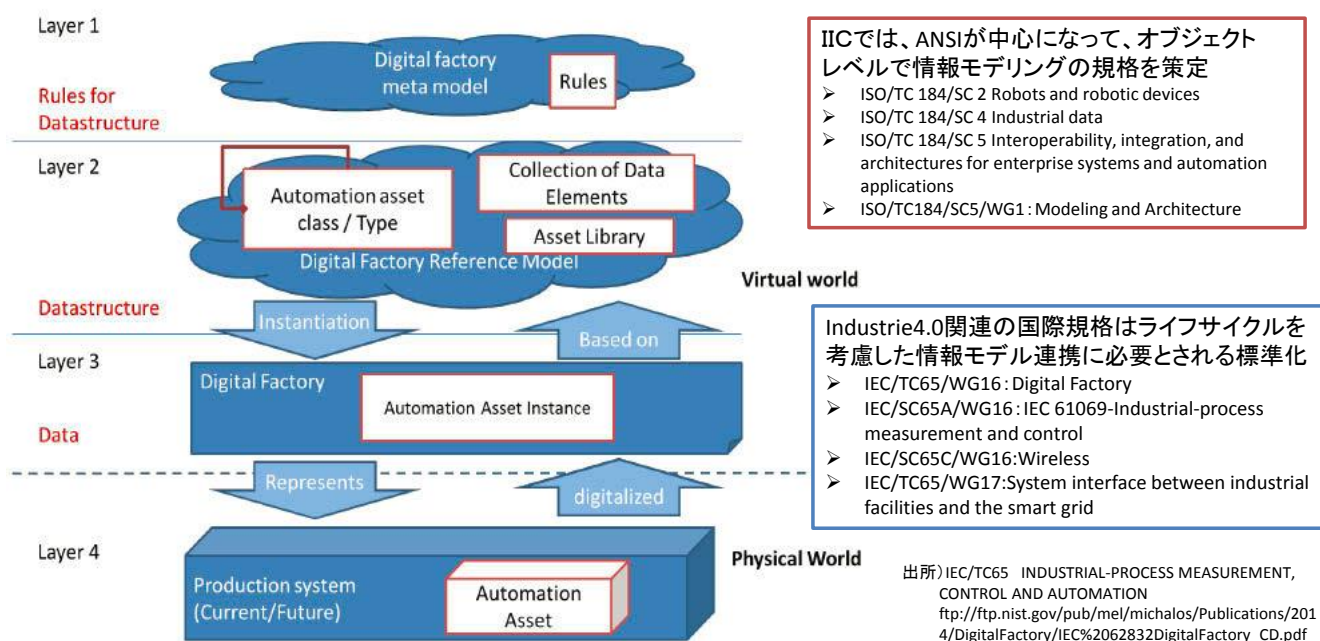 Layer 1
Digital factory
meta model
Rules
Rules for
Datastructure
Layer 2
Automation asset
class / Type
Collection of Data
Elements
Asset Library
Digital Factory Reference Model
Virtual world
Datastructure
Instantiation
Based on
Layer 3
Digital Factory
Automation Asset Instance
Data
Represents
digitalized
Layer 4
Physical World
Production system
(Current/Future)
Automation
Asset
IICでは、ANSIが中心になって、オブジェクト
レベルで情報モデリングの規格を策定
➢ ISO/TC 184/SC 2 Robots and robotic devices
➢ ISO/TC 184/SC 4 Industrial data
➢ ISO/TC 184/SC 5 Interoperability, integration, and
architectures for enterprise systems and automation
applications
➢ ISO/TC184/SC5/WG1：Modeling and Architecture
Industrie4.0関連の国際規格はライフサイクルを
考慮した情報モデル連携に必要とされる標準化
➢ IEC/TC65/WG16：Digital Factory
➢ IEC/SC65A/WG16：IEC 61069-Industrial-process
measurement and control
➢ IEC/SC65C/WG16:Wireless
➢ IEC/TC65/WG17:System interface between industrial
facilities and the smart grid
出所）IEC/TC65 INDUSTRIAL-PROCESS MEASUREMENT,
CONTROL AND AUTOMATION
ftp://ftp.nist.gov/pub/mel/michalos/Publications/201
4/DigitalFactory/IEC%2062832DigitalFactory_CD.pdf